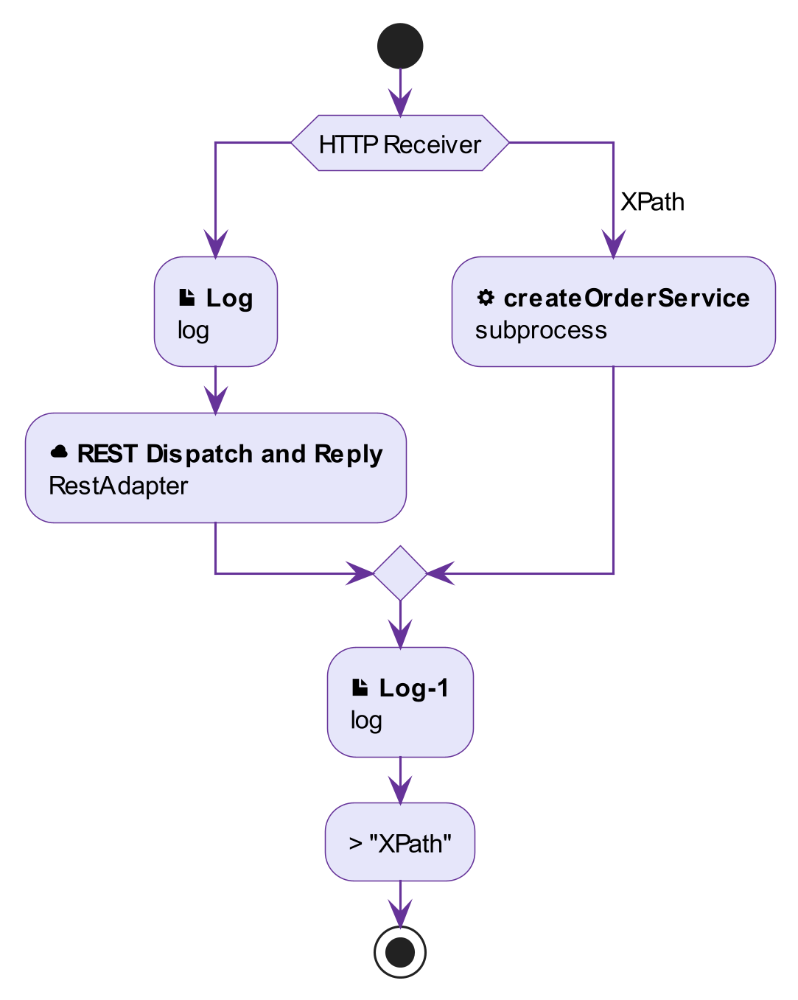 HTTP Receiver
XPath
Log
log
createOrderService
subprocess
REST Dispatch and Reply
RestAdapter
Log-1
log
> "XPath"